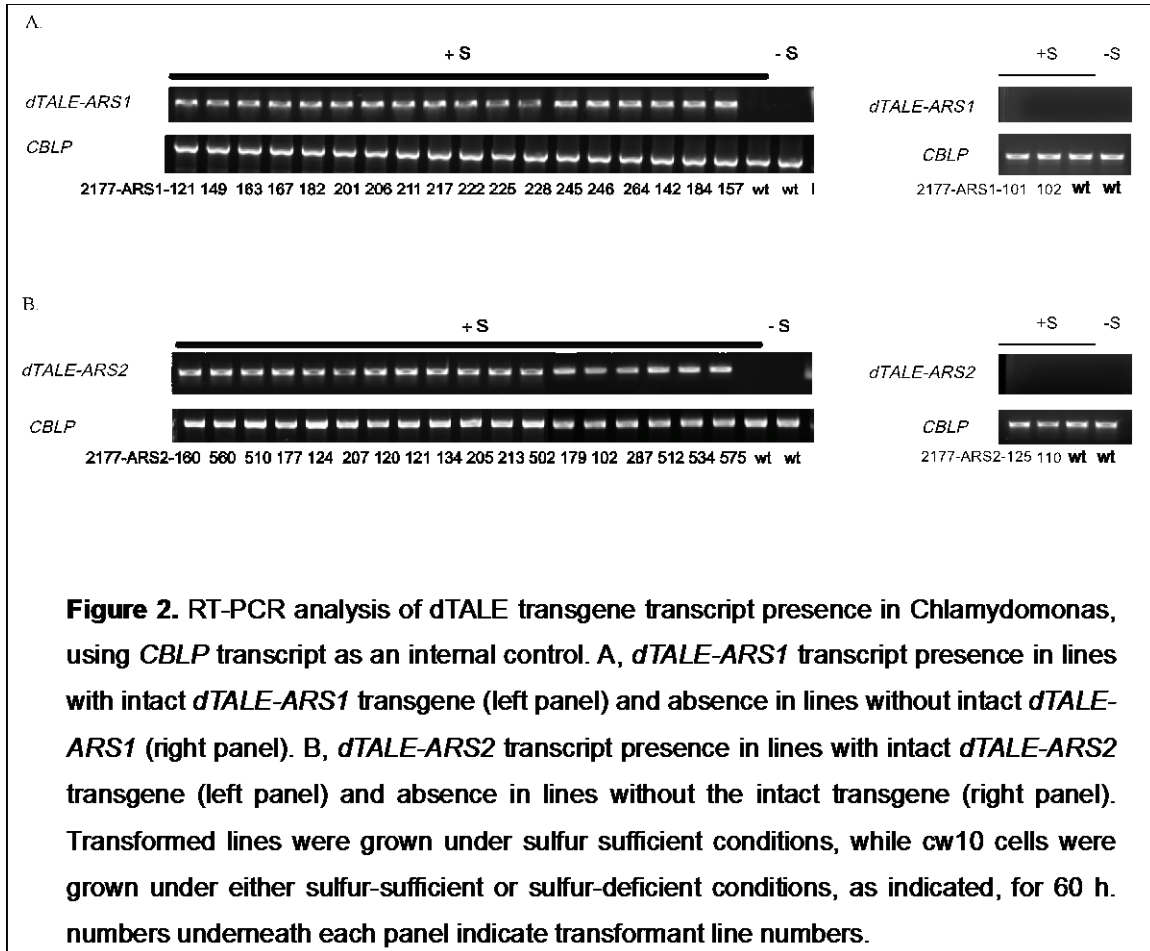 A.
+ S - S
+S -S
dTALE-ARS1
dTALE-ARS1
CBLP
CBLP
2177-ARS1-121 149 163 167 182 201 206 211 217 222 225 228 245 246 264 142 184 157 wt wt
2177-ARS1-101 102 wt wt
B.
+ S - S
+S -S
dTALE-ARS2
dTALE-ARS2
CBLP
CBLP
2177-ARS2-160 560 510 177 124 207 120 121 134 205 213 502 179 102 287 512 534 575 wt wt
2177-ARS2-125 110 wt wt
Figure 2. RT-PCR analysis of dTALE transgene transcript presence in Chlamydomonas,
using CBLP transcript as an internal control. A, dTALE-ARS1 transcript presence in lines
with intact dTALE-ARS1 transgene (left panel) and absence in lines without intact dTALE-
ARS1 (right panel). B, dTALE-ARS2 transcript presence in lines with intact dTALE-ARS2
transgene (left panel) and absence in lines without the intact transgene (right panel).
Transformed lines were grown under sulfur sufficient conditions, while cw10 cells were
grown under either sulfur-sufficient or sulfur-deficient conditions, as indicated, for 60 h.
numbers underneath each panel indicate transformant line numbers.